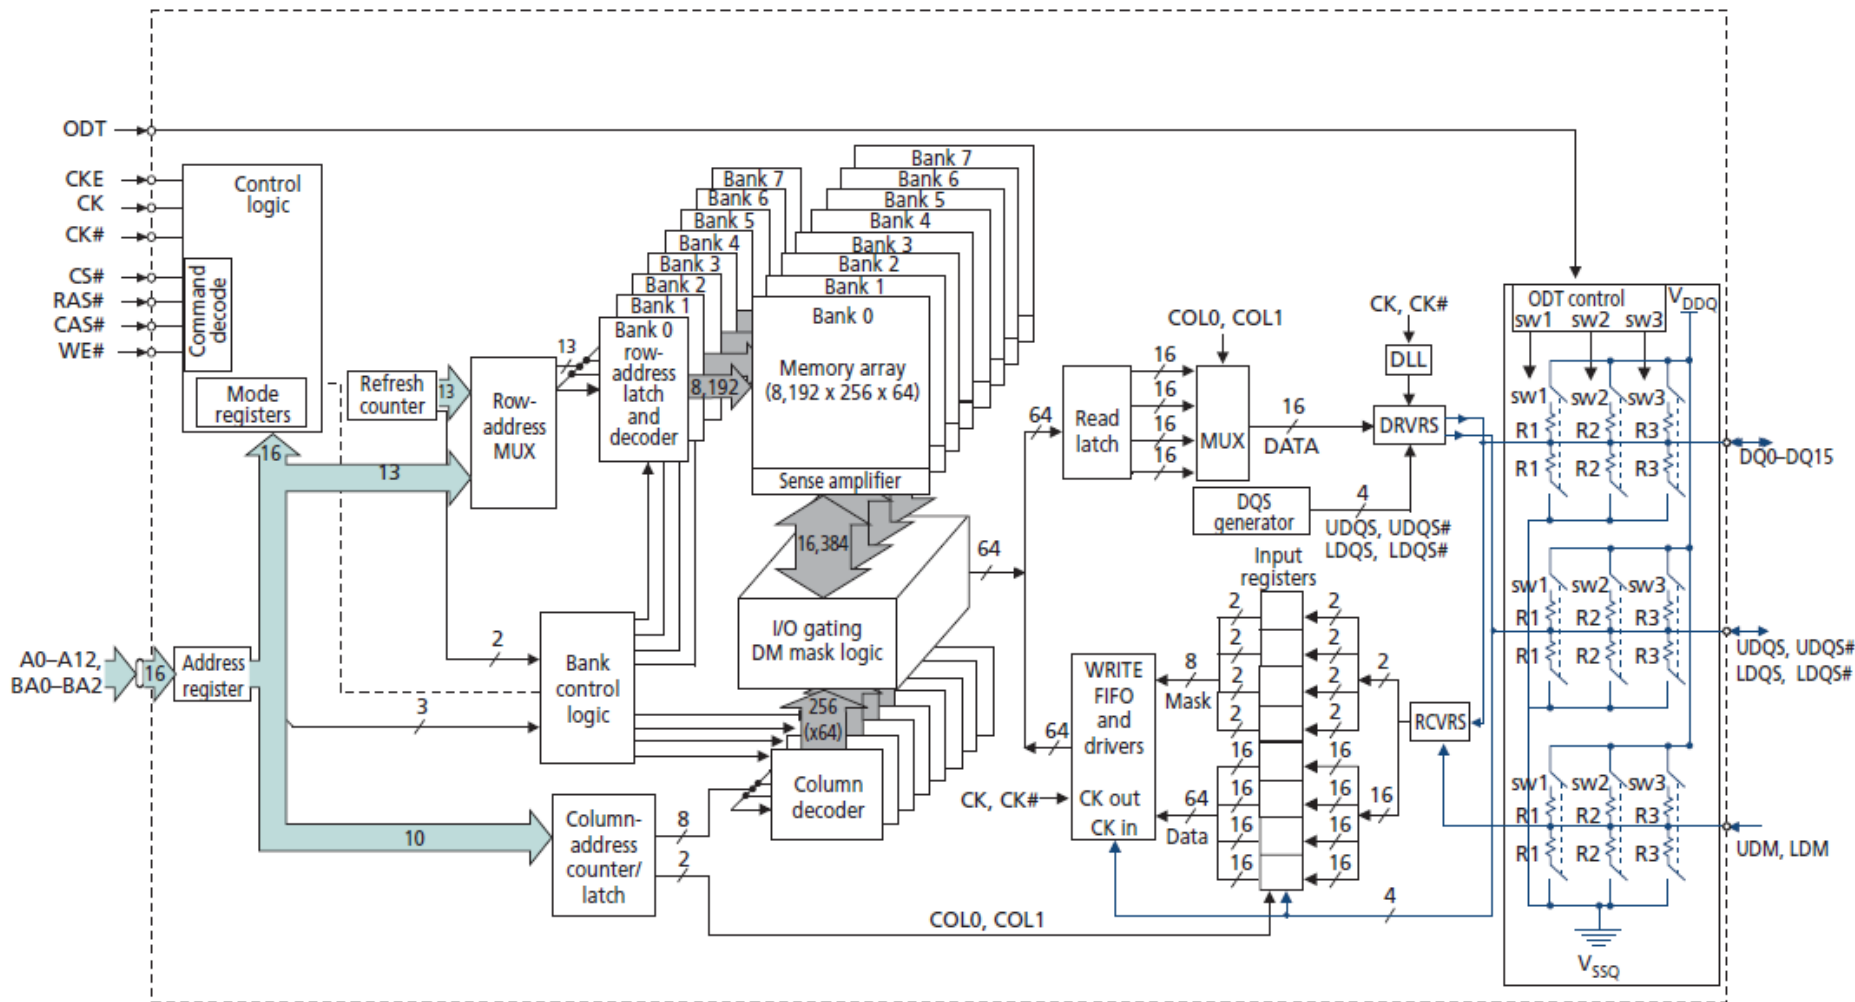 ODT
CKE
CK
CK#
CS#
RAS#
CAS#
WE#
Control
logic
Command
decode
Mode
registers
Refresh
counter
13
16
13
Row-
address
MUX
13
Bank 7
Bank 6
Bank 5
Bank 4
Bank 3
Bank 2
Bank 1
Bank 0
row-
address
latch
and
decoder
8,192
Bank 7
Bank 6
Bank 5
Bank 4
Bank 3
Bank 2
Bank 1
Bank 0
Memory array
(8,192 x 256 x 64)
Sense amplifier
16,384
I/O gating
DM mask logic
256
(x64)
Column
decoder
A0–A12,
BA0–BA2
16
Address
register
2
3
Bank
control
logic
10
Column-
address
counter/
latch
8
2
COL0, COL1
64
64
64
Read
latch
16
16
16
16
COL0, COL1
MUX
16
DATA
CK, CK#
DLL
DRVRS
DQS
generator
4
UDQS, UDQS#
LDQS, LDQS#
Input
registers
2
2
2
2
2
2
2
2
16
16
16
16
16
16
16
16
WRITE
FIFO
and
drivers
CK out
CK in
CK, CK#
8
Mask
64
Data
2
16
RCVRS
4
ODT control
sw1 sw2 sw3
VDDQ
sw1 sw2 sw3
R1 R2 R3
R1 R2 R3
DQ0–DQ15
sw1 sw2 sw3
R1 R2 R3
R1 R2 R3
UDQS, UDQS#
LDQS, LDQS#
sw1 sw2 sw3
R1 R2 R3
R1 R2 R3
UDM, LDM
VSSQ